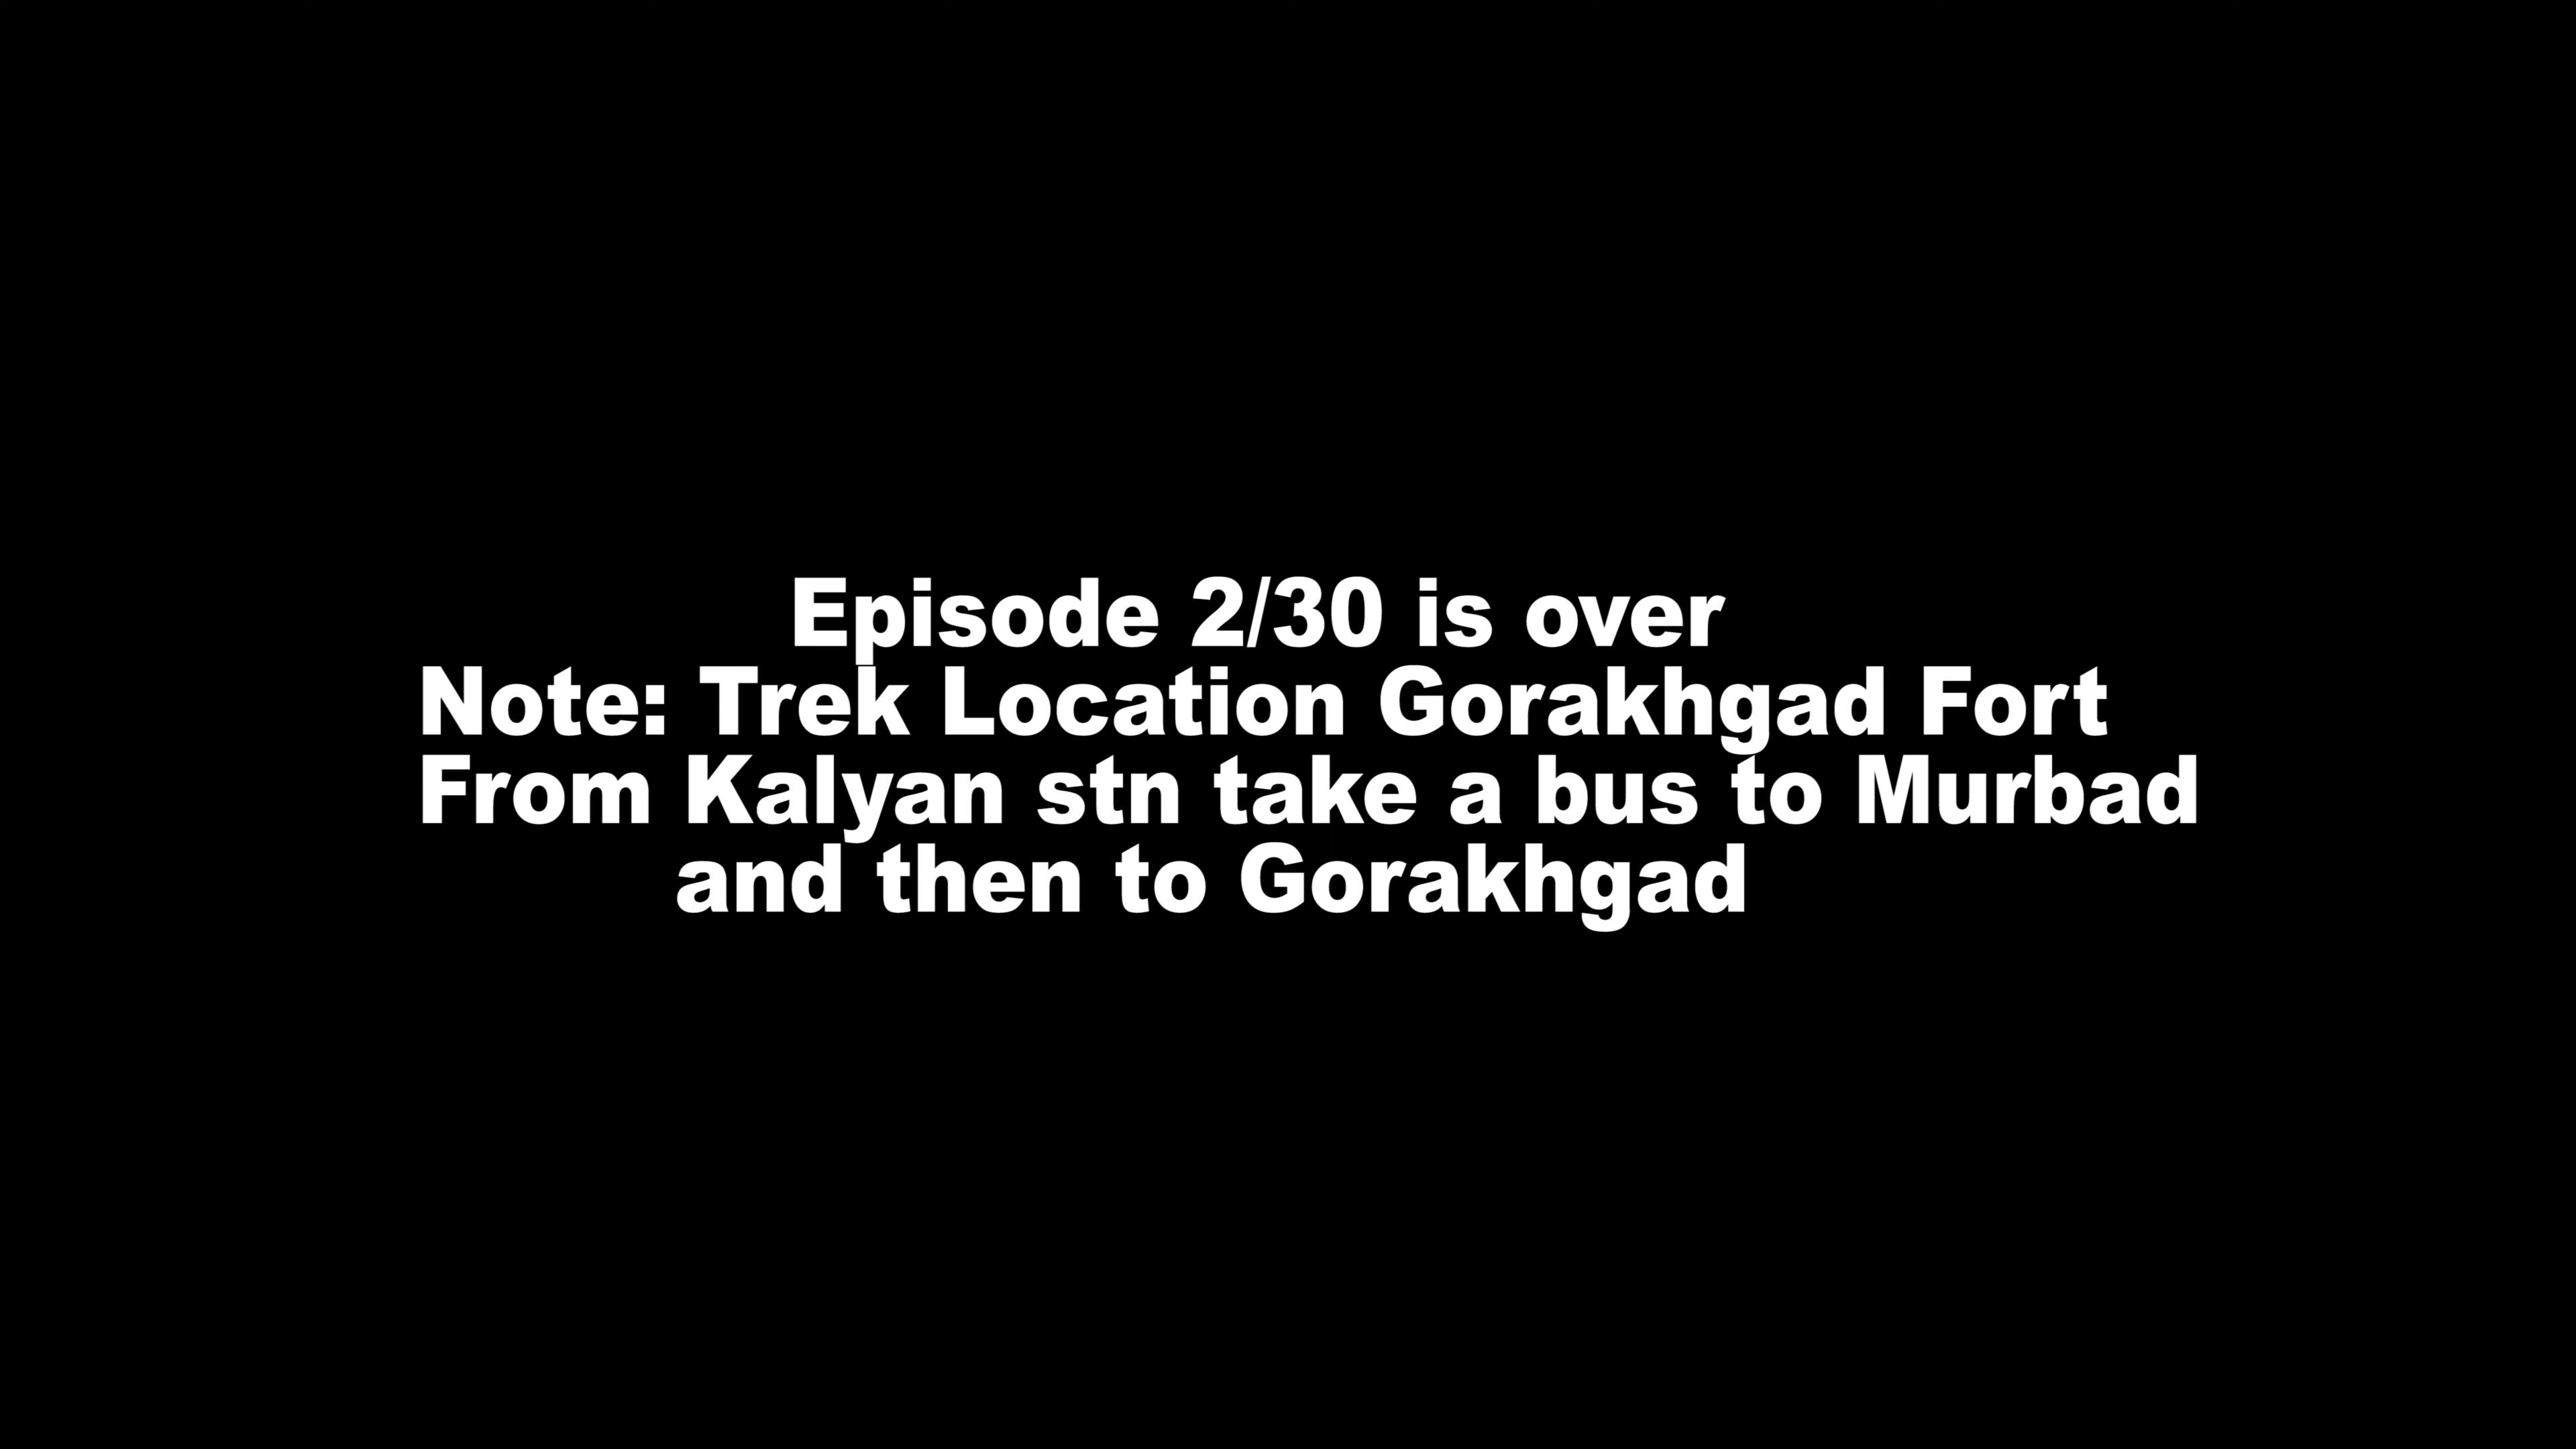 Episode 2/30 is over
Note: Trek Location Gorakhgad Fort
From Kalyan stn take a bus to Murbad
and then to Gorakhgad